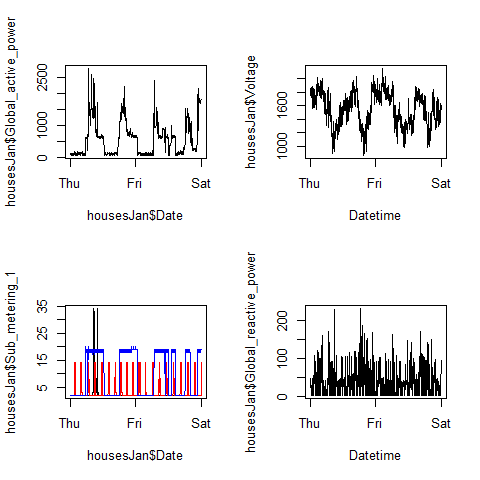 housesJan$Global_active_power
2500
1000
0
Thu Fri Sat
housesJan$Date
housesJan$Voltage
1600
1000
Thu Fri Sat
Datetime
housesJan$Sub_metering_1
35
25
15
5
Thu Fri Sat
housesJan$Date
housesJan$Global_reactive_power
200
100
0
Thu Fri Sat
Datetime